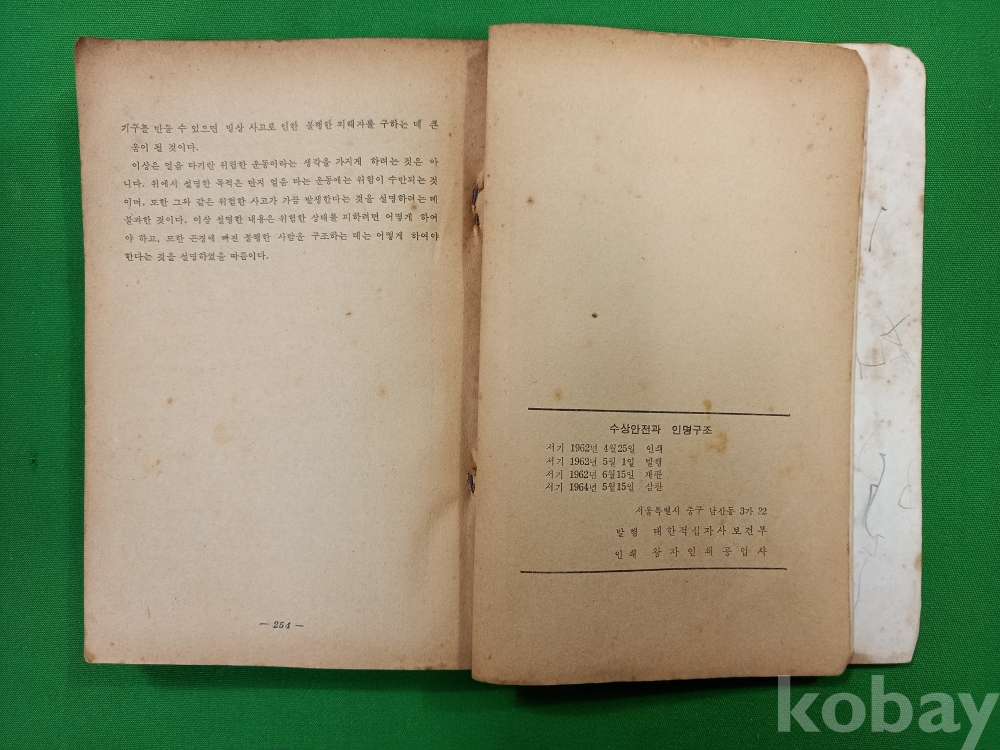 기구를 만들 수 있으면 빙상 사고로 인한 불행한 피해자를 구하는 데 큰
움이 될 것이다.
이상은 얼음 타기란 위험한 운동이라는 생각을 가지게 하려는 것은 아
니다. 위에서 설명한 목적은 단지 얼음 타는 운동에는 위험이 수반되는 것
이며, 또한 그와 같은 위험한 사고가 가끔 발생한다는 것을 설명하려는 데
불과한 것이다. 이상 설명한 내용은 위험한 상태를 피하려면 어떻게 하여
야 하고, 또한 곤경에 빠진 불행한 사람을 구조하는 데는 어떻게 하여야
한다는 것을 설명하였을 따름이다.
— 254 —
수상안전과 인명구조
서기 1962년 4월25일 인쇄
서기 1962년 5월 1일 발행
서기 1962년 6월15일 재판
서기 1964년 5월15일 삼판
서울특별시 중구 남산동 3가 32
발 행 대한적십자사보건부
인 쇄 왕자인쇄공업사
kobay